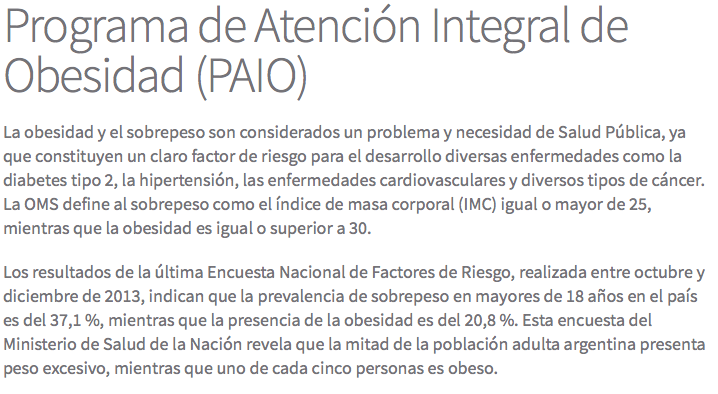 Programa de Atención Integral de
Obesidad (PAIO)
La obesidad y el sobrepeso son considerados un problema y necesidad de Salud Pública, ya
que constituyen un claro factor de riesgo para el desarrollo diversas enfermedades como la
diabetes tipo 2, la hipertensión, las enfermedades cardiovasculares y diversos tipos de cáncer.
La OMS define al sobrepeso como el índice de masa corporal (IMC) igual o mayor de 25,
mientras que la obesidad es igual o superior a 30.
Los resultados de la última Encuesta Nacional de Factores de Riesgo, realizada entre octubre y
diciembre de 2013, indican que la prevalencia de sobrepeso en mayores de 18 años en el país
es del 37,1 %, mientras que la presencia de la obesidad es del 20,8 %. Esta encuesta del
Ministerio de Salud de la Nación revela que la mitad de la población adulta argentina presenta
peso excesivo, mientras que uno de cada cinco personas es obeso.